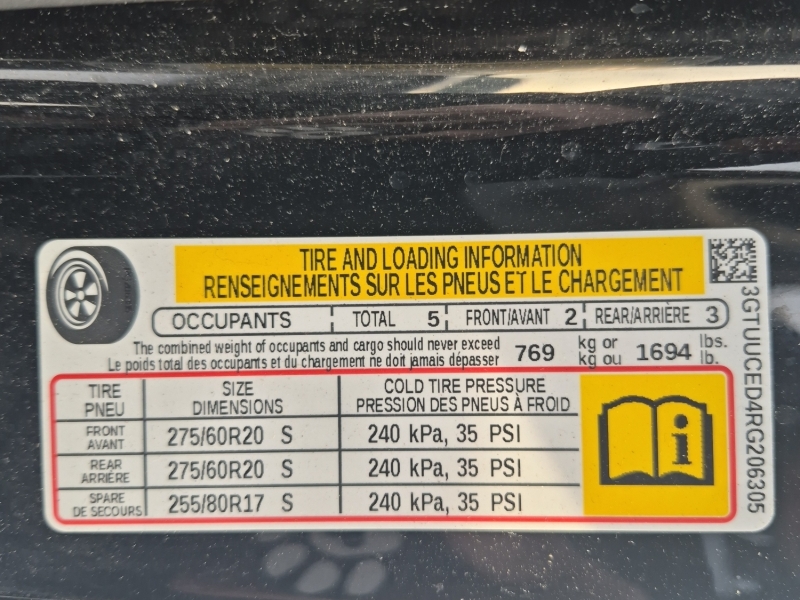 TIRE AND LOADING INFORMATION
RENSEIGNEMENTS SUR LES PNEUS ET LE CHARGEMENT
OCCUPANTS TOTAL 5 FRONT/AVANT 2 REAR/ARRIÈRE 3
The combined weight of occupants and cargo should never exceed 769 kg or 1694 lbs.
Le poids total des occupants et du chargement ne doit jamais dépasser kg ou lb.
TIRE SIZE COLD TIRE PRESSURE
PNEU DIMENSIONS PRESSION DES PNEUS À FROID
FRONT
AVANT 275/60R20 S 240 kPa, 35 PSI
REAR
ARRIÈRE 275/60R20 S 240 kPa, 35 PSI
SPARE
DE SECOURS 255/80R17 S 240 kPa, 35 PSI
i
3GTUUCED4RG206305